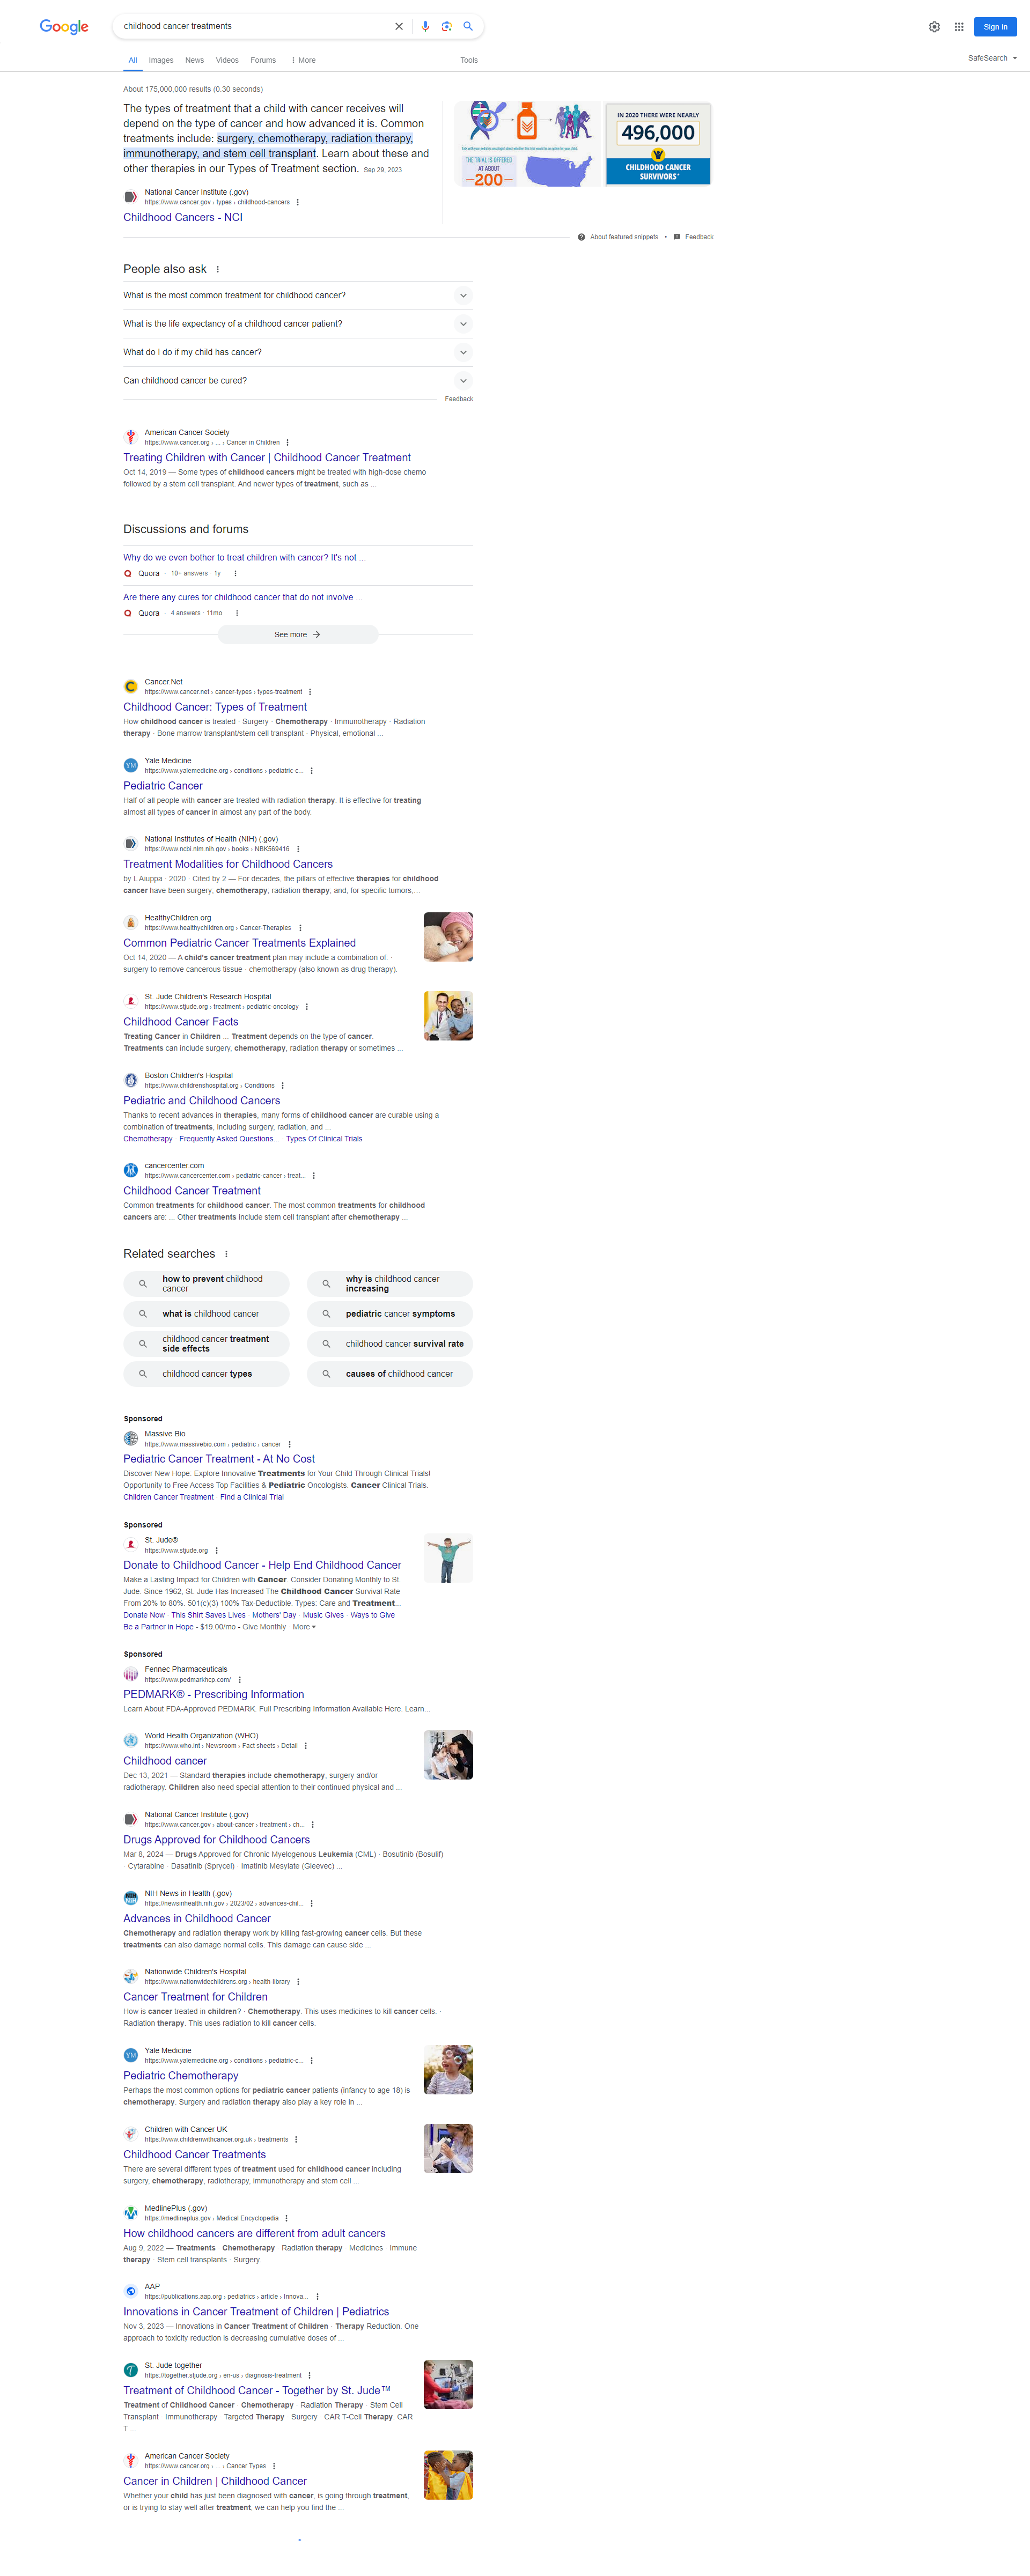 Google
childhood cancer treatments
Sign in
All Images News Videos Forums More Tools
SafeSearch
About 175,000,000 results (0.30 seconds)
The types of treatment that a child with cancer receives will
depend on the type of cancer and how advanced it is. Common
treatments include: surgery, chemotherapy, radiation therapy,
immunotherapy, and stem cell transplant. Learn about these and
other therapies in our Types of Treatment section. Sep 29, 2023
THE TRIAL IS OFFERED
AT ABOUT
200
IN 2020 THERE WERE NEARLY
496,000
CHILDHOOD CANCER
SURVIVORS*
National Cancer Institute (.gov)
https://www.cancer.gov › types › childhood-cancers
Childhood Cancers - NCI
About featured snippets • Feedback
People also ask
What is the most common treatment for childhood cancer?
What is the life expectancy of a childhood cancer patient?
What do I do if my child has cancer?
Can childhood cancer be cured?
Feedback
American Cancer Society
https://www.cancer.org › ... › Cancer in Children
Treating Children with Cancer | Childhood Cancer Treatment
Oct 14, 2019 — Some types of childhood cancers might be treated with high-dose chemo
followed by a stem cell transplant. And newer types of treatment, such as ...
Discussions and forums
Why do we even bother to treat children with cancer? It's not ...
Quora · 10+ answers · 1y
Are there any cures for childhood cancer that do not involve ...
Quora · 4 answers · 11mo
See more
Cancer.Net
https://www.cancer.net › cancer-types › types-treatment
Childhood Cancer: Types of Treatment
How childhood cancer is treated · Surgery · Chemotherapy · Immunotherapy · Radiation
therapy · Bone marrow transplant/stem cell transplant · Physical, emotional ...
YM
Yale Medicine
https://www.yalemedicine.org › conditions › pediatric-c...
Pediatric Cancer
Half of all people with cancer are treated with radiation therapy. It is effective for treating
almost all types of cancer in almost any part of the body.
National Institutes of Health (NIH) (.gov)
https://www.ncbi.nlm.nih.gov › books › NBK569416
Treatment Modalities for Childhood Cancers
by L Aiuppa · 2020 · Cited by 2 — For decades, the pillars of effective therapies for childhood
cancer have been surgery; chemotherapy; radiation therapy; and, for specific tumors,...
HealthyChildren.org
https://www.healthychildren.org › Cancer-Therapies
Common Pediatric Cancer Treatments Explained
Oct 14, 2020 — A child's cancer treatment plan may include a combination of: ·
surgery to remove cancerous tissue · chemotherapy (also known as drug therapy).
St. Jude Children's Research Hospital
https://www.stjude.org › treatment › pediatric-oncology
Childhood Cancer Facts
Treating Cancer in Children ... Treatment depends on the type of cancer.
Treatments can include surgery, chemotherapy, radiation therapy or sometimes ...
Boston Children's Hospital
https://www.childrenshospital.org › Conditions
Pediatric and Childhood Cancers
Thanks to recent advances in therapies, many forms of childhood cancer are curable using a
combination of treatments, including surgery, radiation, and ...
Chemotherapy · Frequently Asked Questions... · Types Of Clinical Trials
cancercenter.com
https://www.cancercenter.com › pediatric-cancer › treat...
Childhood Cancer Treatment
Common treatments for childhood cancer. The most common treatments for childhood
cancers are: ... Other treatments include stem cell transplant after chemotherapy ...
Related searches
how to prevent childhood
cancer
why is childhood cancer
increasing
what is childhood cancer
pediatric cancer symptoms
childhood cancer treatment
side effects
childhood cancer survival rate
childhood cancer types
causes of childhood cancer
Sponsored
Massive Bio
https://www.massivebio.com › pediatric › cancer
Pediatric Cancer Treatment - At No Cost
Discover New Hope: Explore Innovative Treatments for Your Child Through Clinical Trials!
Opportunity to Free Access Top Facilities & Pediatric Oncologists. Cancer Clinical Trials.
Children Cancer Treatment · Find a Clinical Trial
Sponsored
St. Jude®
https://www.stjude.org
Donate to Childhood Cancer - Help End Childhood Cancer
Make a Lasting Impact for Children with Cancer. Consider Donating Monthly to St.
Jude. Since 1962, St. Jude Has Increased The Childhood Cancer Survival Rate
From 20% to 80%. 501(c)(3) 100% Tax-Deductible. Types: Care and Treatment...
Donate Now · This Shirt Saves Lives · Mothers' Day · Music Gives · Ways to Give
Be a Partner in Hope - $19.00/mo - Give Monthly · More
Sponsored
Fennec Pharmaceuticals
https://www.pedmarkhcp.com/
PEDMARK® - Prescribing Information
Learn About FDA-Approved PEDMARK. Full Prescribing Information Available Here. Learn...
World Health Organization (WHO)
https://www.who.int › Newsroom › Fact sheets › Detail
Childhood cancer
Dec 13, 2021 — Standard therapies include chemotherapy, surgery and/or
radiotherapy. Children also need special attention to their continued physical and ...
National Cancer Institute (.gov)
https://www.cancer.gov › about-cancer › treatment › ch...
Drugs Approved for Childhood Cancers
Mar 8, 2024 — Drugs Approved for Chronic Myelogenous Leukemia (CML) · Bosutinib (Bosulif)
· Cytarabine · Dasatinib (Sprycel) · Imatinib Mesylate (Gleevec) ...
NIH News in Health (.gov)
https://newsinhealth.nih.gov › 2023/02 › advances-chil...
Advances in Childhood Cancer
Chemotherapy and radiation therapy work by killing fast-growing cancer cells. But these
treatments can also damage normal cells. This damage can cause side ...
Nationwide Children's Hospital
https://www.nationwidechildrens.org › health-library
Cancer Treatment for Children
How is cancer treated in children? · Chemotherapy. This uses medicines to kill cancer cells. ·
Radiation therapy. This uses radiation to kill cancer cells.
YM
Yale Medicine
https://www.yalemedicine.org › conditions › pediatric-c...
Pediatric Chemotherapy
Perhaps the most common options for pediatric cancer patients (infancy to age 18) is
chemotherapy. Surgery and radiation therapy also play a key role in ...
Children with Cancer UK
https://www.childrenwithcancer.org.uk › treatments
Childhood Cancer Treatments
There are several different types of treatment used for childhood cancer including
surgery, chemotherapy, radiotherapy, immunotherapy and stem cell ...
MedlinePlus (.gov)
https://medlineplus.gov › Medical Encyclopedia
How childhood cancers are different from adult cancers
Aug 9, 2022 — Treatments · Chemotherapy · Radiation therapy · Medicines · Immune
therapy · Stem cell transplants · Surgery.
AAP
https://publications.aap.org › pediatrics › article › Innova...
Innovations in Cancer Treatment of Children | Pediatrics
Nov 3, 2023 — Innovations in Cancer Treatment of Children · Therapy Reduction. One
approach to toxicity reduction is decreasing cumulative doses of ...
St. Jude together
https://together.stjude.org › en-us › diagnosis-treatment
Treatment of Childhood Cancer - Together by St. Jude™
Treatment of Childhood Cancer · Chemotherapy · Radiation Therapy · Stem Cell
Transplant · Immunotherapy · Targeted Therapy · Surgery · CAR T-Cell Therapy. CAR
T ...
American Cancer Society
https://www.cancer.org › ... › Cancer Types
Cancer in Children | Childhood Cancer
Whether your child has just been diagnosed with cancer, is going through treatment,
or is trying to stay well after treatment, we can help you find the ...